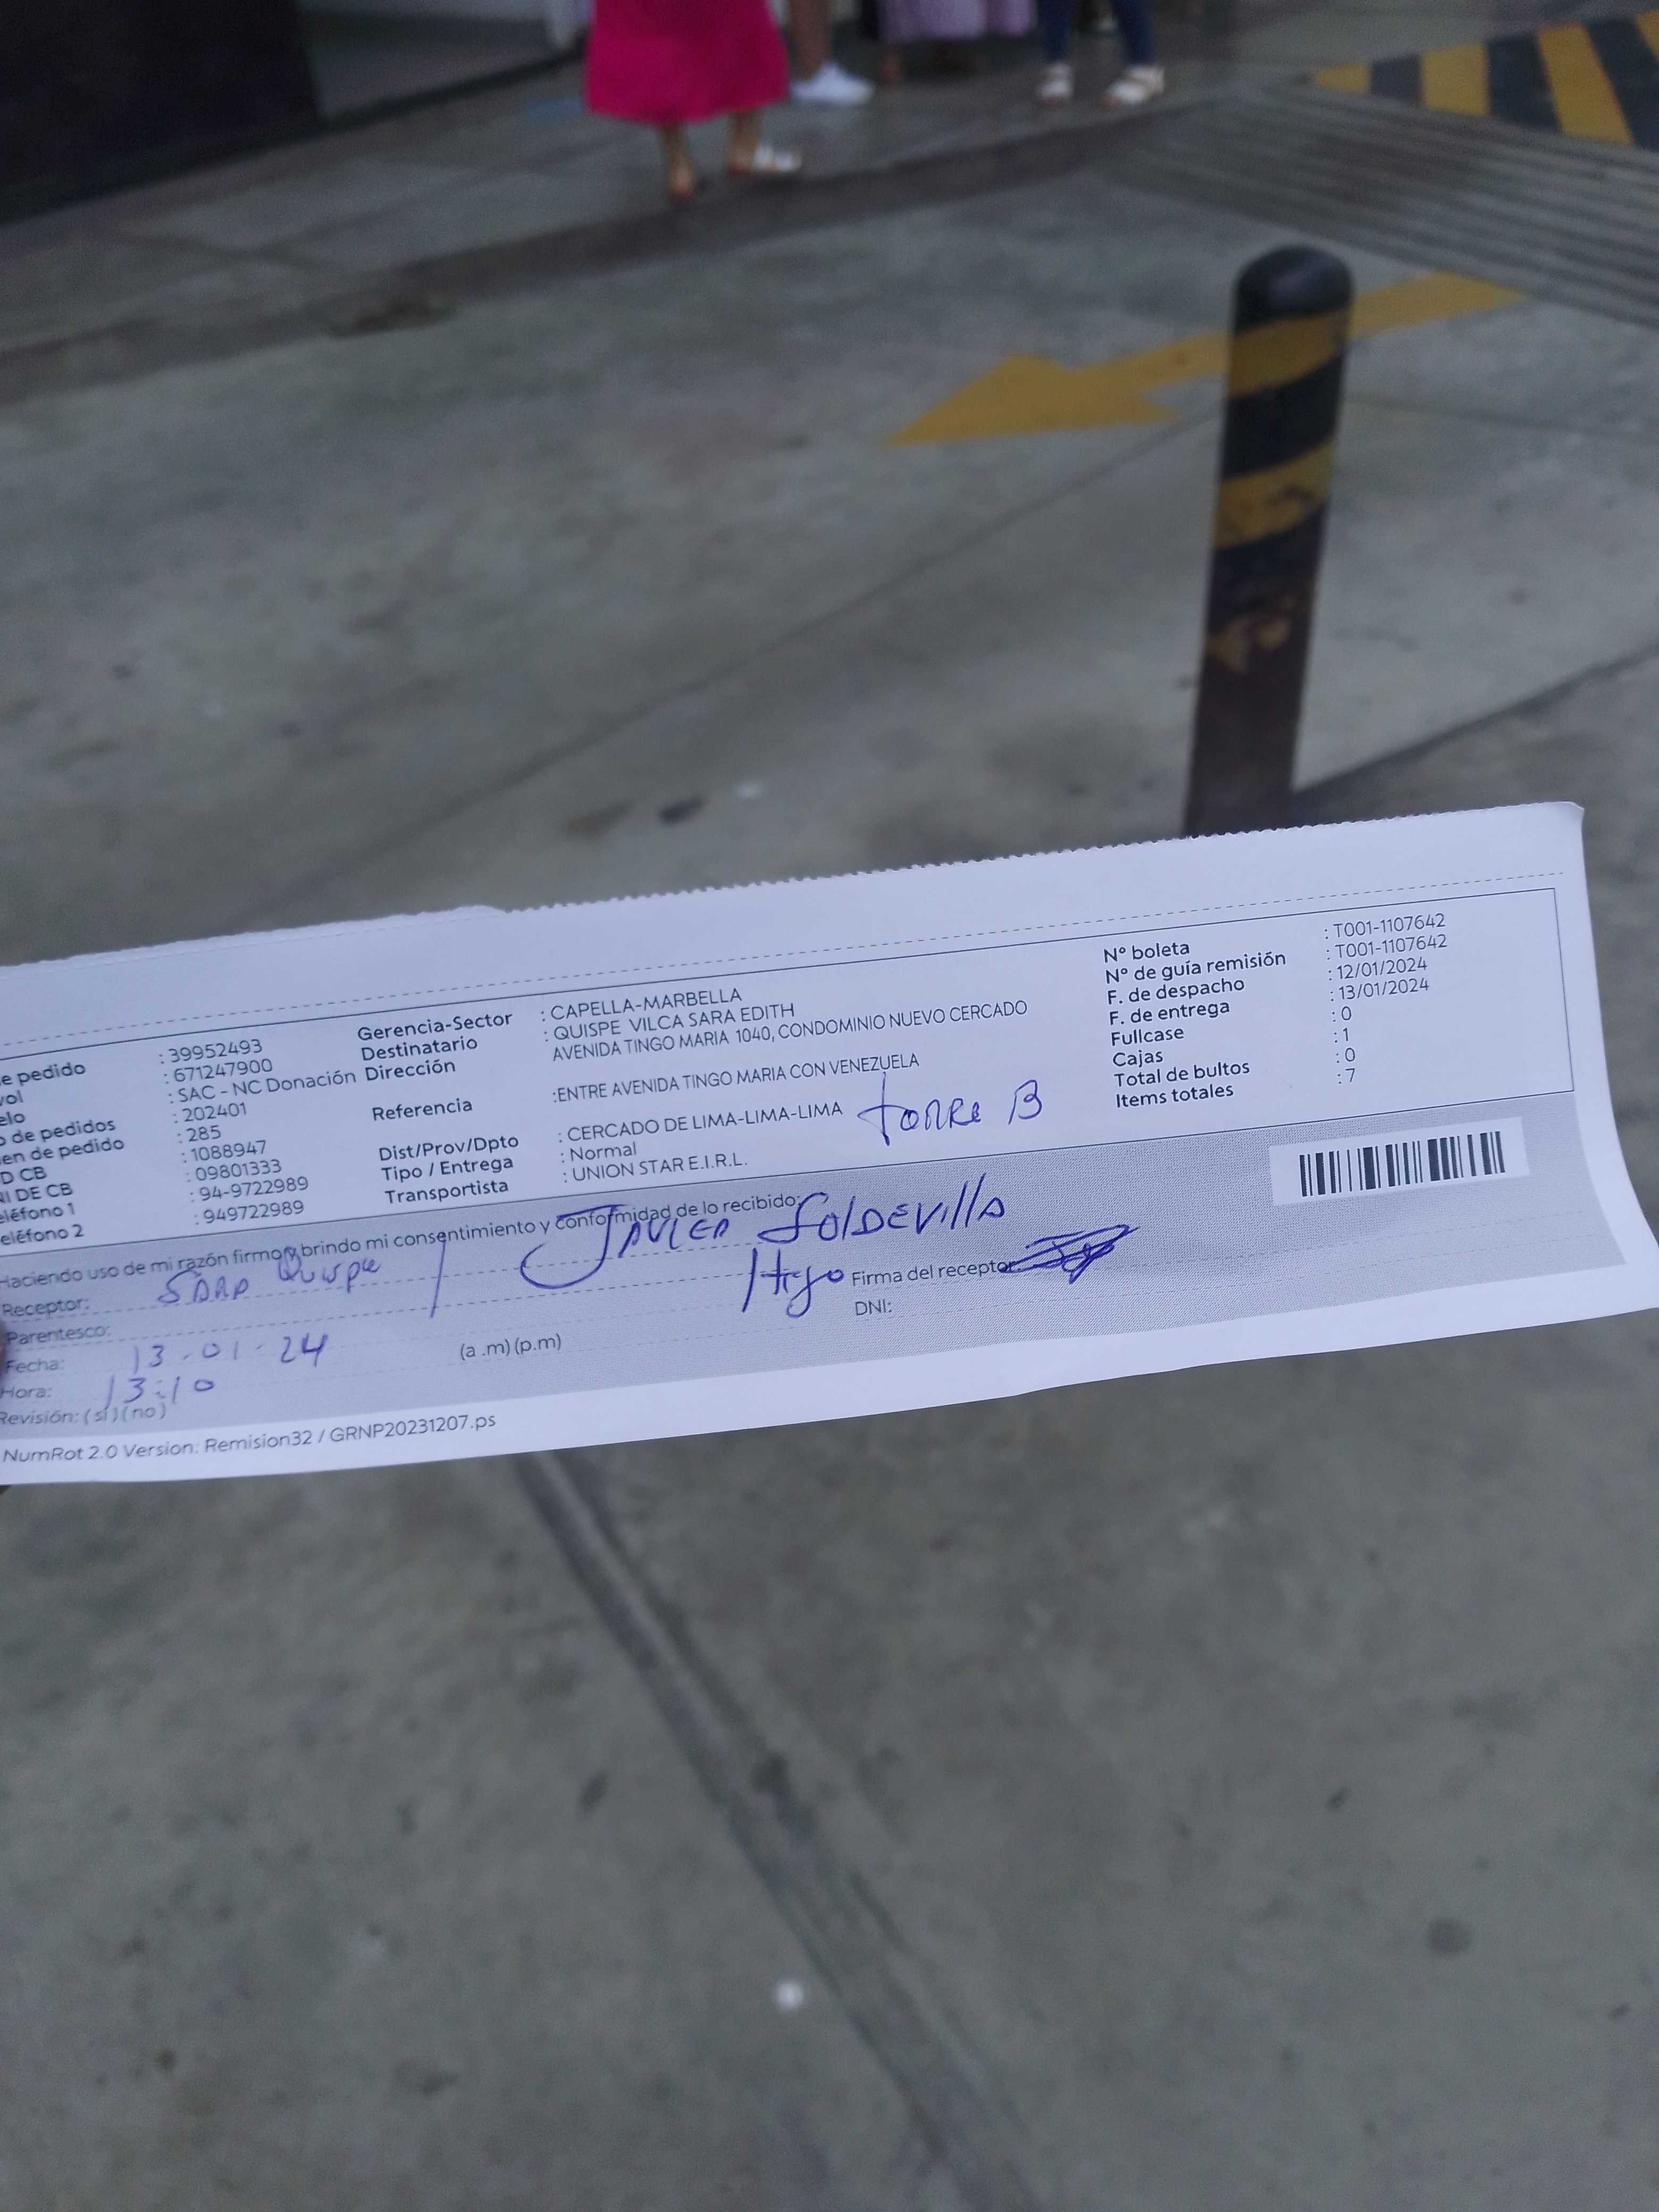 e pedido : 39952493
vol : 671247900
elo : SAC - NC Donación
o de pedidos : 202401
en de pedido : 285
D CB : 1088947
NI DE CB : 09801333
eléfono 1 : 94-9722989
eléfono 2 : 949722989
Gerencia-Sector : CAPELLA-MARBELLA
Destinatario : QUISPE VILCA SARA EDITH
Dirección AVENIDA TINGO MARIA 1040, CONDOMINIO NUEVO CERCADO
Referencia :ENTRE AVENIDA TINGO MARIA CON VENEZUELA
Dist/Prov/Dpto : CERCADO DE LIMA-LIMA-LIMA
Tipo / Entrega : Normal
Transportista : UNION STAR E.I.R.L.
Torre B
N° boleta : T001-1107642
N° de guía remisión : T001-1107642
F. de despacho : 12/01/2024
F. de entrega : 13/01/2024
Fullcase : 0
Cajas : 1
Total de bultos : 0
Items totales : 7
Haciendo uso de mi razón firmo y brindo mi consentimiento y conformidad de lo recibido:
Receptor: SARA Quispe / JAVIER SOLDEVILLA
Parentesco: Hijo
Firma del receptor
DNI:
Fecha: 13-01-24
Hora: 13:10 (a .m) (p.m)
Revisión: (si) (no)
NumRot 2.0 Version: Remision32 / GRNP20231207.ps